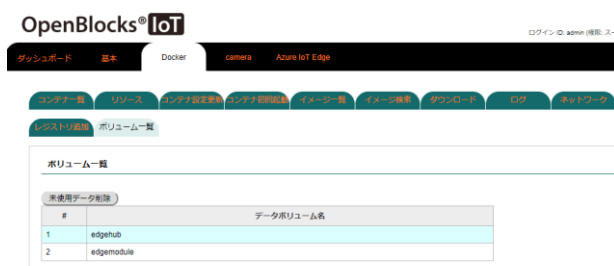 OpenBlocks® IoT
ログインID: admin (権限: ス
ダッシュボード 基本 Docker camera Azure IoT Edge
コンテナ一覧 リソース コンテナ設定更新 コンテナ初回起動 イメージ一覧 イメージ検索 ダウンロード ログ ネットワーク
レジストリ追加 ボリューム一覧
ボリューム一覧
未使用データ削除
# データボリューム名
1 edgehub
2 edgemodule